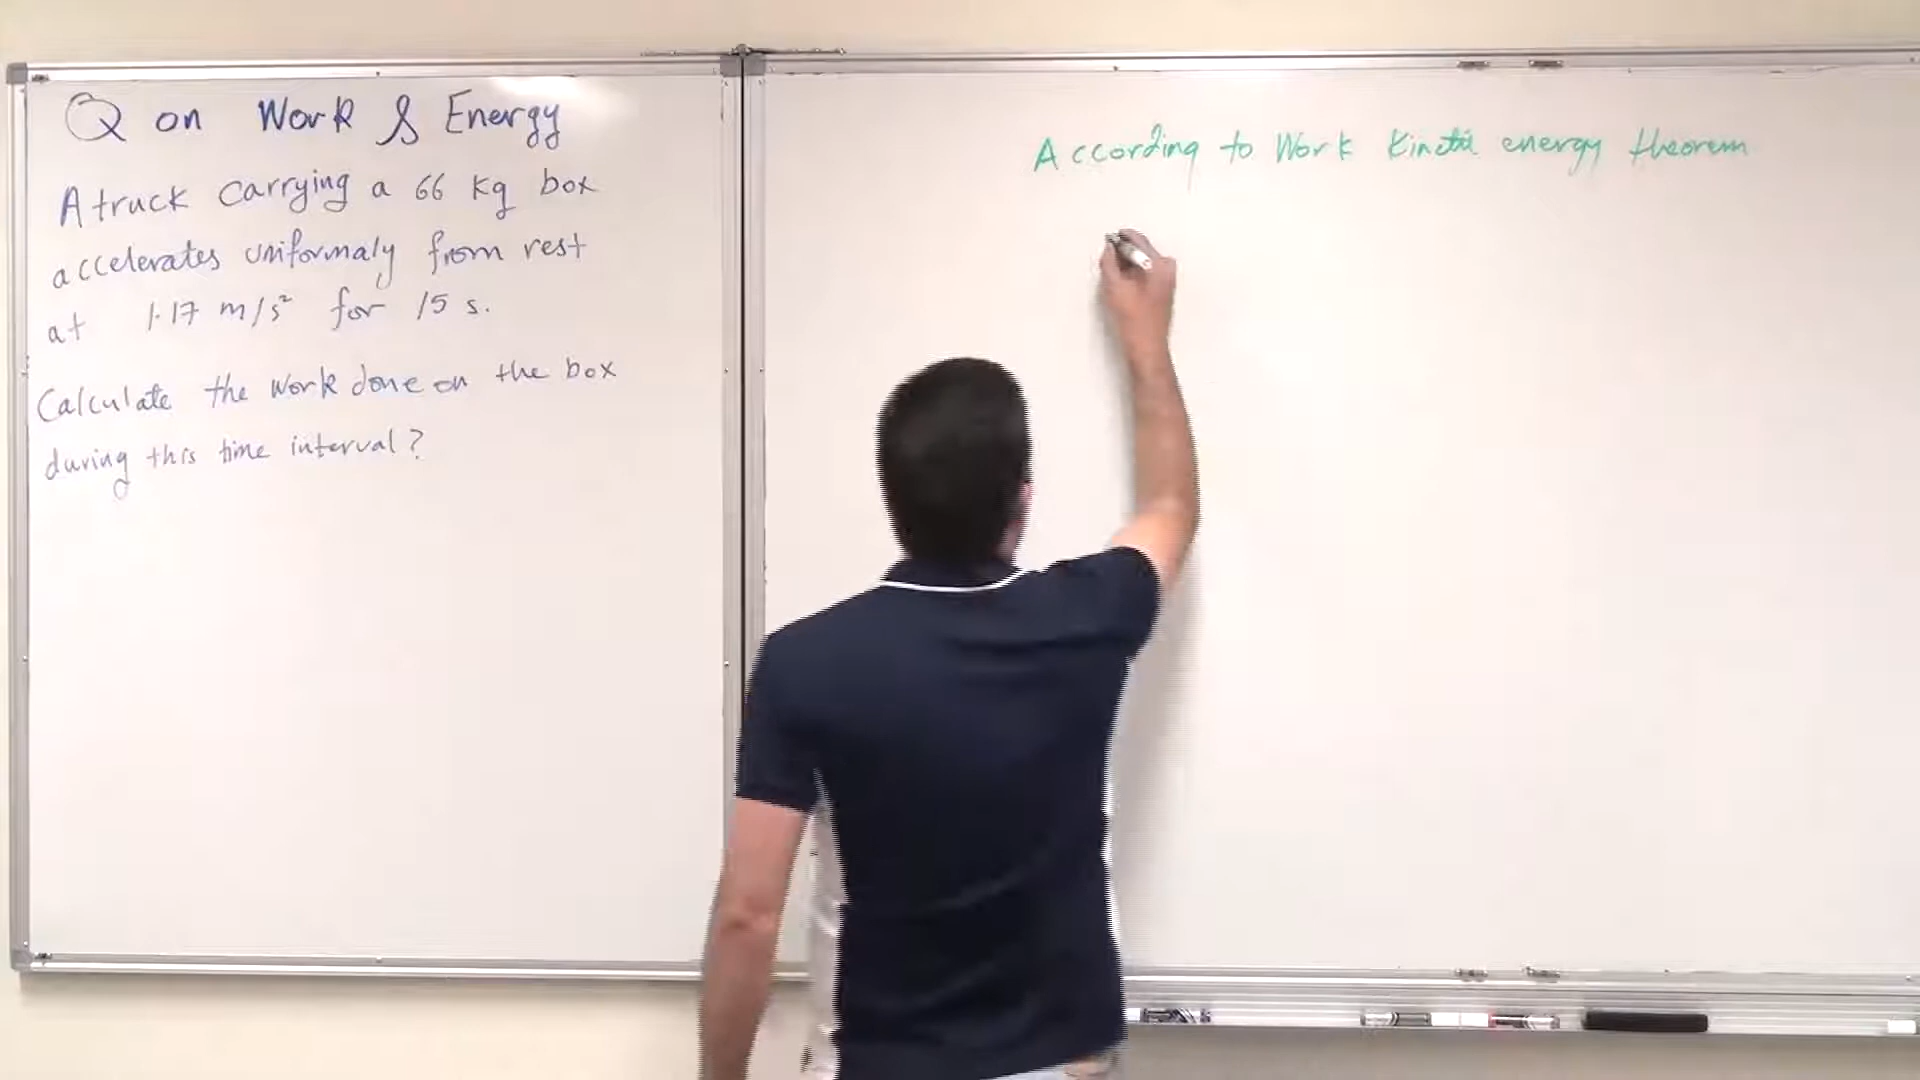 Q on Work & Energy
A truck carrying a 66 kg box
accelerates uniformaly from rest
at 1.17 m/s² for 15 s.
Calculate the work done on the box
during this time interval?
According to Work Kinetic energy theorem